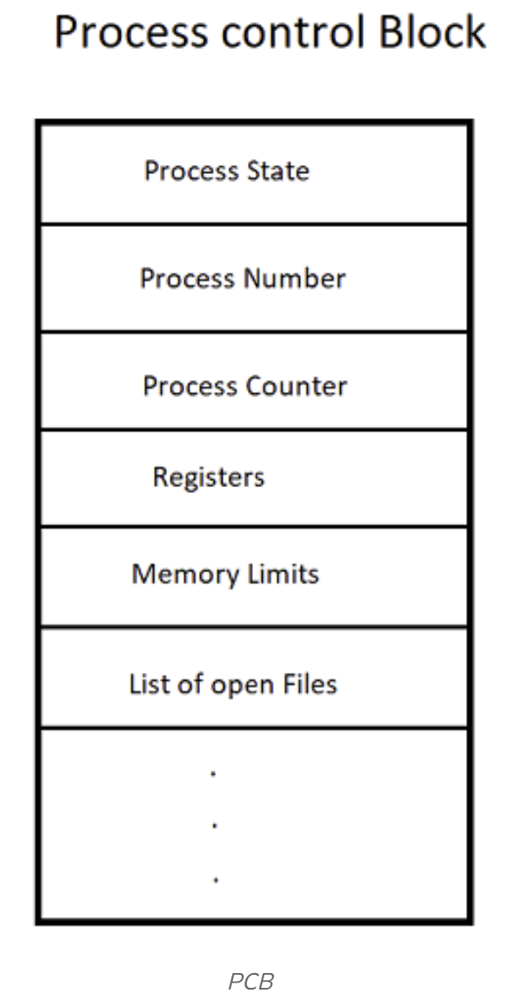 Process control Block
Process State
Process Number
Process Counter
Registers
Memory Limits
List of open Files
.
.
.
PCB